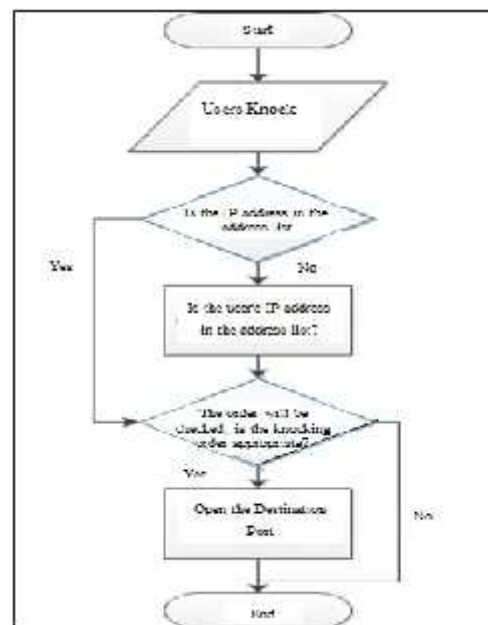 Start
Users Knock
Is the IP address in the
address list
Yes
No
Is the user's IP address
in the address list?
The order will be
checked, is the knocking
order appropriate?
Yes
Open the Destination
Port
No
End